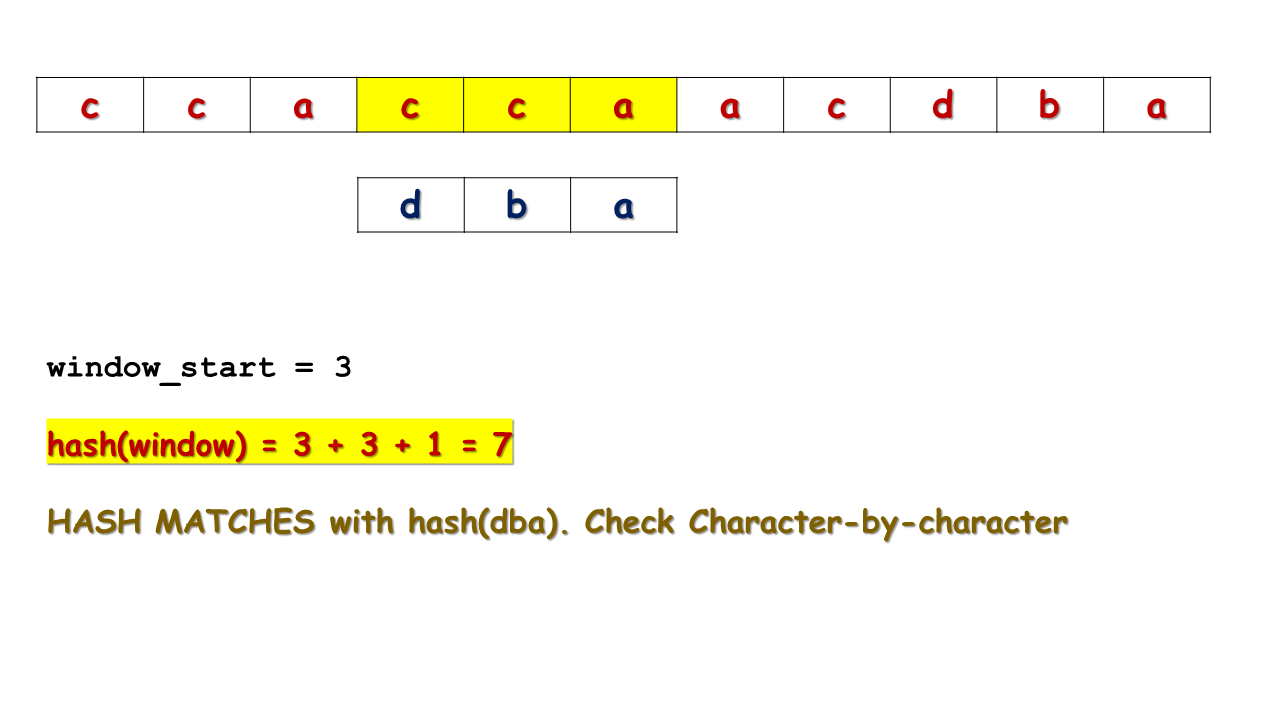 c c a c c a a c d b a
d b a
window_start = 3
hash(window) = 3 + 3 + 1 = 7
HASH MATCHES with hash(dba). Check Character-by-character